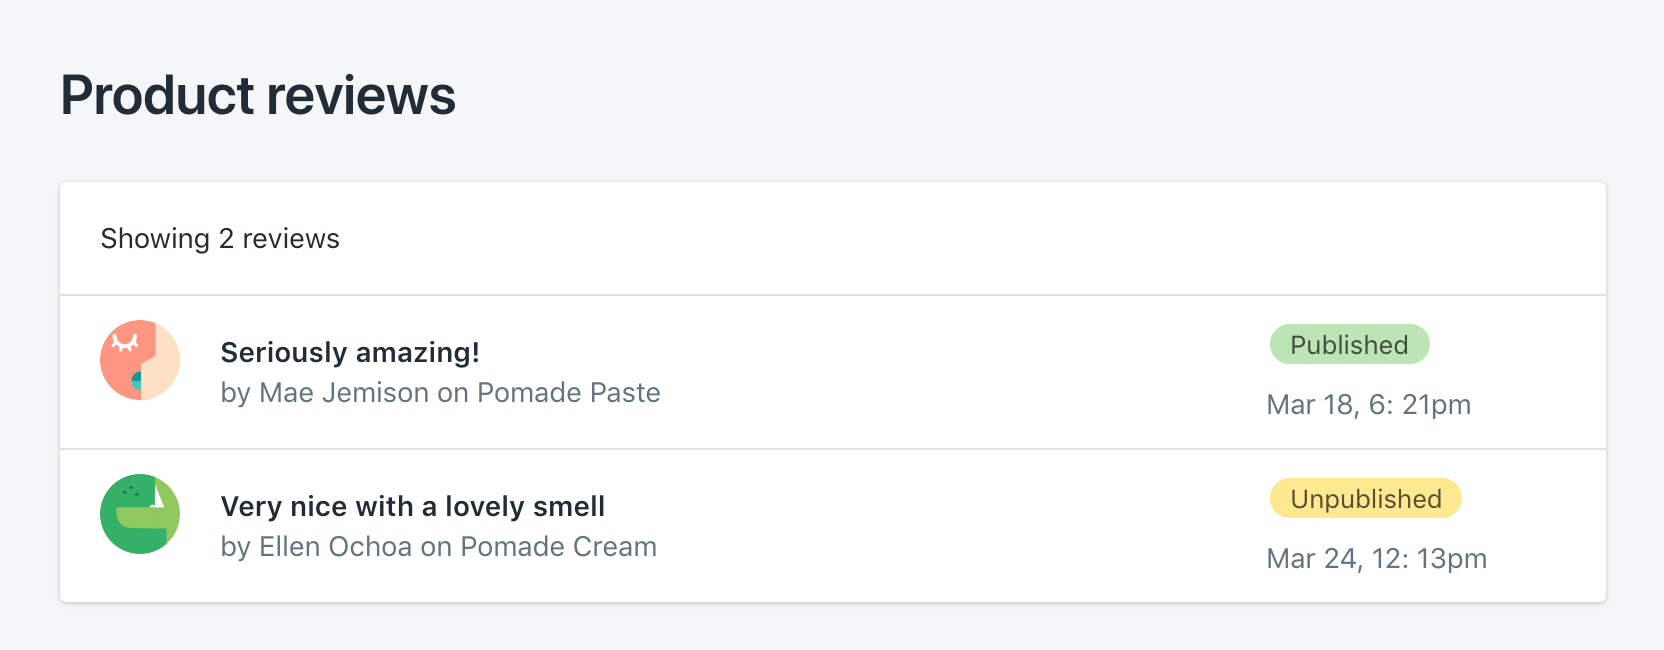 Product reviews
Showing 2 reviews
Seriously amazing!
by Mae Jemison on Pomade Paste
Published
Mar 18, 6: 21pm
Very nice with a lovely smell
by Ellen Ochoa on Pomade Cream
Unpublished
Mar 24, 12: 13pm